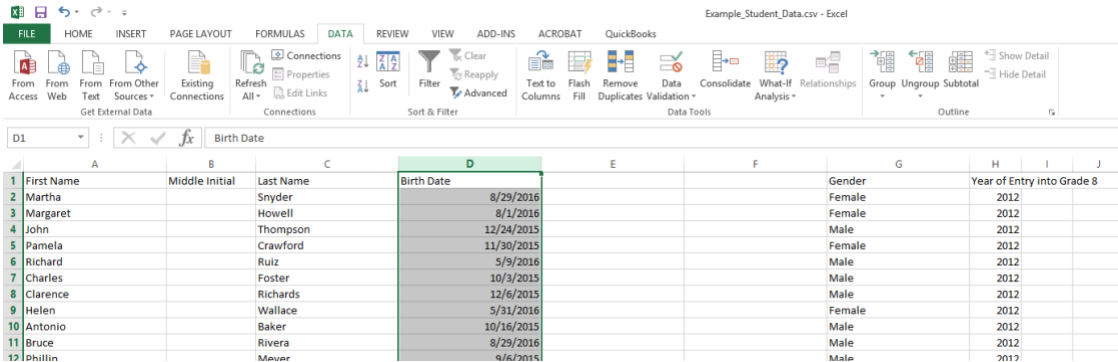 Example_Student_Data.csv - Excel
FILE HOME INSERT PAGE LAYOUT FORMULAS DATA REVIEW VIEW ADD-INS ACROBAT QuickBooks
Connections Clear Show Detail
Properties Reapply Hide Detail
Edit Links Advanced
From Access From Web From Text From Other Sources Existing Connections Refresh All Sort Filter Text to Columns Flash Fill Remove Duplicates Data Validation Consolidate What-If Analysis Relationships Group Ungroup Subtotal
Get External Data Connections Sort & Filter Data Tools Outline
D1 fx Birth Date
A B C D E F G H I J
1 First Name Middle Initial Last Name Birth Date Gender Year of Entry into Grade 8
2 Martha Snyder 8/29/2016 Female 2012
3 Margaret Howell 8/1/2016 Female 2012
4 John Thompson 12/24/2015 Male 2012
5 Pamela Crawford 11/30/2015 Female 2012
6 Richard Ruiz 5/9/2016 Male 2012
7 Charles Foster 10/3/2015 Male 2012
8 Clarence Richards 12/6/2015 Male 2012
9 Helen Wallace 5/31/2016 Female 2012
10 Antonio Baker 10/16/2015 Male 2012
11 Bruce Rivera 8/29/2016 Male 2012
12 Phillip Meyer 9/6/2015 Male 2012